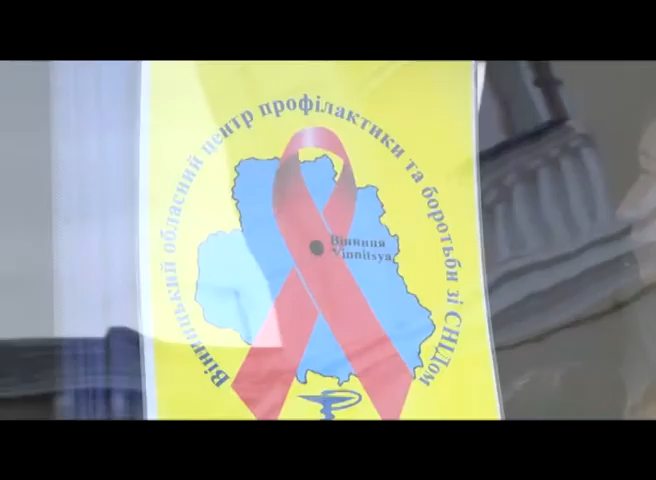 Вінницький обласний центр профілактики та боротьби зі СНІДом
Вінниця
Vinnitsya